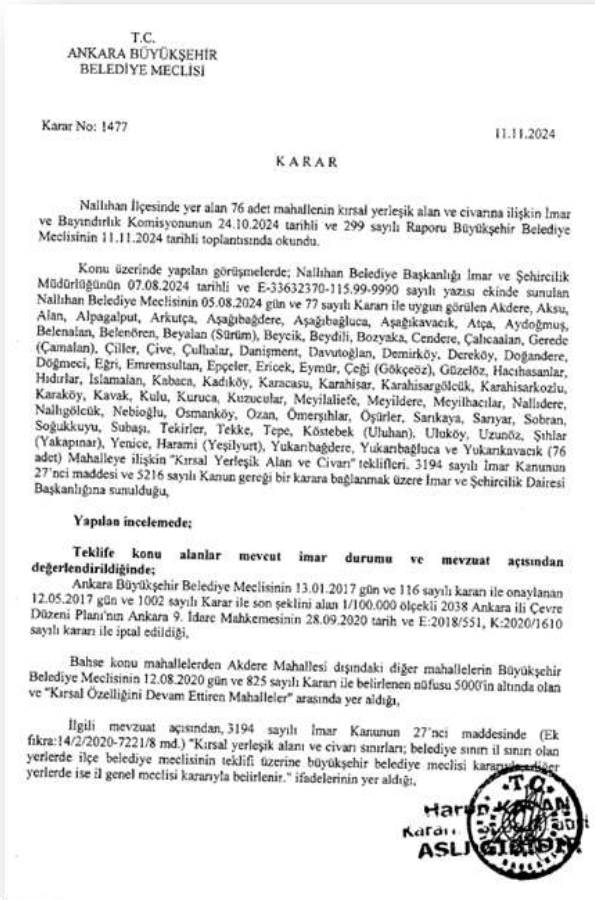 T.C.
ANKARA BÜYÜKŞEHİR
BELEDİYE MECLİSİ
Karar No: 1477
11.11.2024
K A R A R
Nallıhan İlçesinde yer alan 76 adet mahallenin kırsal yerleşik alan ve civarına ilişkin İmar
ve Bayındırlık Komisyonunun 24.10.2024 tarihli ve 299 sayılı Raporu Büyükşehir Belediye
Meclisinin 11.11.2024 tarihli toplantısında okundu.
Konu üzerinde yapılan görüşmelerde; Nallıhan Belediye Başkanlığı İmar ve Şehircilik
Müdürlüğünün 07.08.2024 tarihli ve E-33632370-115.99-9990 sayılı yazısı ekinde sunulan
Nallıhan Belediye Meclisinin 05.08.2024 gün ve 77 sayılı Kararı ile uygun görülen Akdere, Aksu,
Alan, Alpagalput, Arkutça, Aşağıbağdere, Aşağıbağlıca, Aşağıkavacık, Atça, Aydoğmuş,
Belenalan, Belenören, Beyalan (Sürüm), Beycik, Beydili, Bozyaka, Cendere, Çalıcaalan, Gerede
(Çamalan), Çiller, Çive, Çulhalar, Danişment, Davutoğlan, Demirköy, Dereköy, Doğandere,
Döğmeci, Eğri, Emremsultan, Epçeler, Ericek, Eymür, Çeği (Gökçeöz), Güzelöz, Hacıhasanlar,
Hıdırlar, İslamalan, Kabaca, Kadıköy, Karacasu, Karahisar, Karahisargölcük, Karahisarkozlu,
Karaköy, Kavak, Kulu, Kuruca, Kuzucular, Meyilaliefe, Meyildere, Meyilhacılar, Nallıdere,
Nallıgölcük, Nebioğlu, Osmanköy, Ozan, Ömerşıhlar, Öşürler, Sarıkaya, Sarıyar, Sobran,
Soğukkuyu, Subaşı, Tekirler, Tekke, Tepe, Köstebek (Uluhan), Uluköy, Uzunöz, Şıhlar
(Yakapınar), Yenice, Harami (Yeşilyurt), Yukarıbağdere, Yukarıbağluca ve Yukarıkavacık (76
adet) Mahalleye ilişkin "Kırsal Yerleşik Alan ve Civarı" teklifleri, 3194 sayılı İmar Kanunun
27'nci maddesi ve 5216 sayılı Kanun gereği bir karara bağlanmak üzere İmar ve Şehircilik Dairesi
Başkanlığına sunulduğu,
Yapılan incelemede;
Teklife konu alanlar mevcut imar durumu ve mevzuat açısından
değerlendirildiğinde;
Ankara Büyükşehir Belediye Meclisinin 13.01.2017 gün ve 116 sayılı kararı ile onaylanan
12.05.2017 gün ve 1002 sayılı Karar ile son şeklini alan 1/100.000 ölçekli 2038 Ankara ili Çevre
Düzeni Planı'nın Ankara 9. İdare Mahkemesinin 28.09.2020 tarih ve E:2018/551, K:2020/1610
sayılı kararı ile iptal edildiği,
Bahse konu mahallelerden Akdere Mahallesi dışındaki diğer mahallelerin Büyükşehir
Belediye Meclisinin 12.08.2020 gün ve 825 sayılı Kararı ile belirlenen nüfusu 5000'in altında olan
ve "Kırsal Özelliğini Devam Ettiren Mahalleler" arasında yer aldığı,
İlgili mevzuat açısından, 3194 sayılı İmar Kanunun 27'nci maddesinde (Ek
fıkra:14/2/2020-7221/8 md.) "Kırsal yerleşik alanı ve civarı sınırları; belediye sınırı il sınırı olan
yerlerde ilçe belediye meclisinin teklifi üzerine büyükşehir belediye meclisi kararıyla, diğer
yerlerde ise il genel meclisi kararıyla belirlenir." ifadelerinin yer aldığı,
T.C.
ASLI GİBİDİR